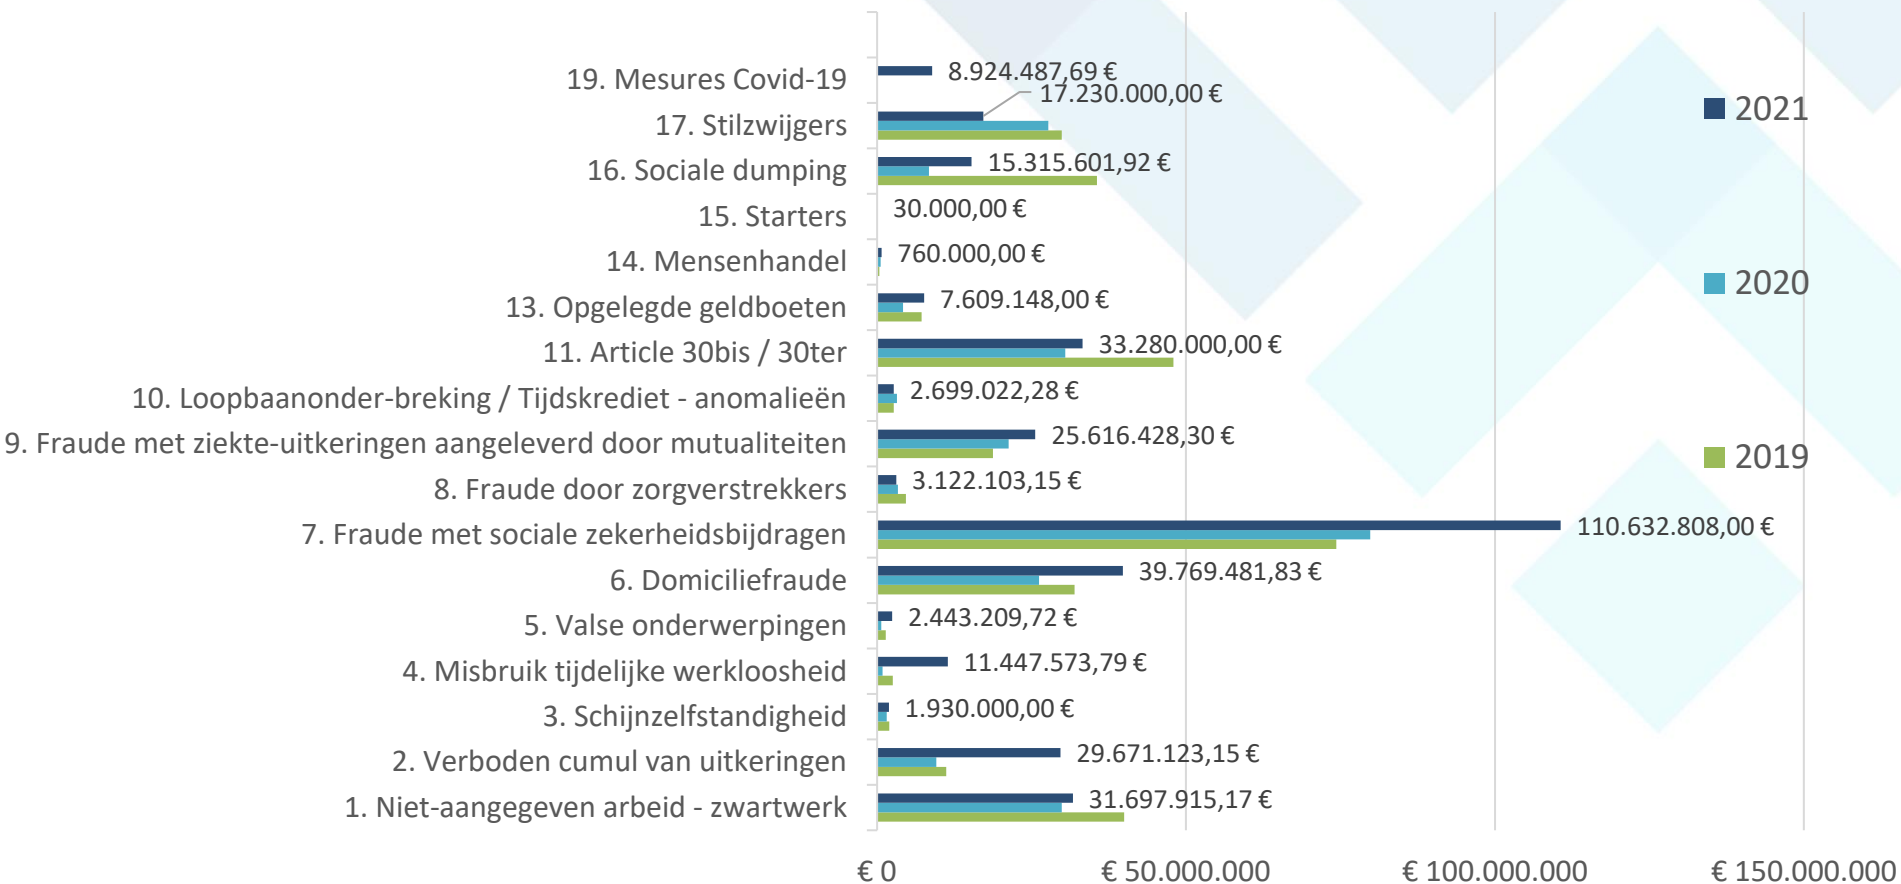 19. Mesures Covid-19 8.924.487,69 €
17. Stilzwijgers 17.230.000,00 €
16. Sociale dumping 15.315.601,92 €
15. Starters 30.000,00 €
14. Mensenhandel 760.000,00 €
13. Opgelegde geldboeten 7.609.148,00 €
11. Article 30bis / 30ter 33.280.000,00 €
10. Loopbaanonder-breking / Tijdskrediet - anomalieën 2.699.022,28 €
9. Fraude met ziekte-uitkeringen aangeleverd door mutualiteiten 25.616.428,30 €
8. Fraude door zorgverstrekkers 3.122.103,15 €
7. Fraude met sociale zekerheidsbijdragen 110.632.808,00 €
6. Domiciliefraude 39.769.481,83 €
5. Valse onderwerpingen 2.443.209,72 €
4. Misbruik tijdelijke werkloosheid 11.447.573,79 €
3. Schijnzelfstandigheid 1.930.000,00 €
2. Verboden cumul van uitkeringen 29.671.123,15 €
1. Niet-aangegeven arbeid - zwartwerk 31.697.915,17 €
€ 0 € 50.000.000 € 100.000.000 € 150.000.000
2021
2020
2019